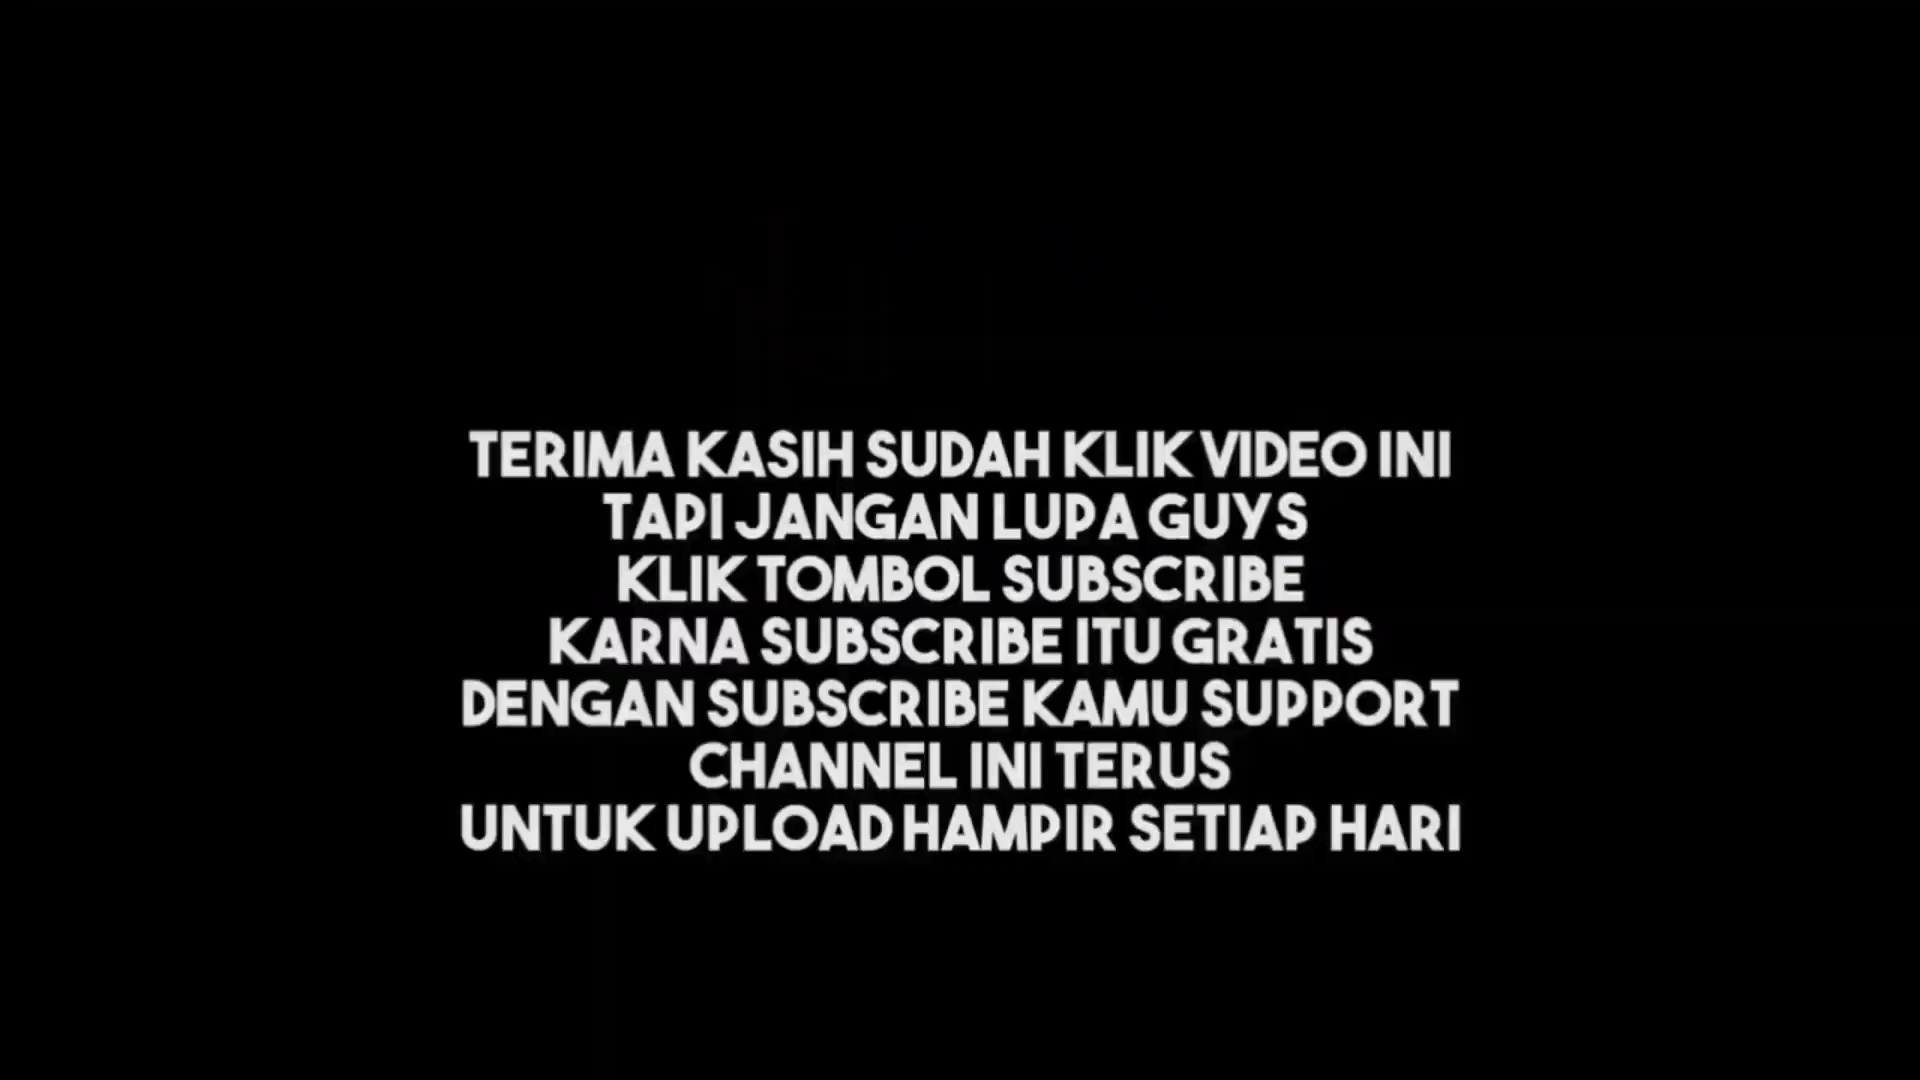 TERIMA KASIH SUDAH KLIK VIDEO INI
TAPI JANGAN LUPA GUYS
KLIK TOMBOL SUBSCRIBE
KARNA SUBSCRIBE ITU GRATIS
DENGAN SUBSCRIBE KAMU SUPPORT
CHANNEL INI TERUS
UNTUK UPLOAD HAMPIR SETIAP HARI